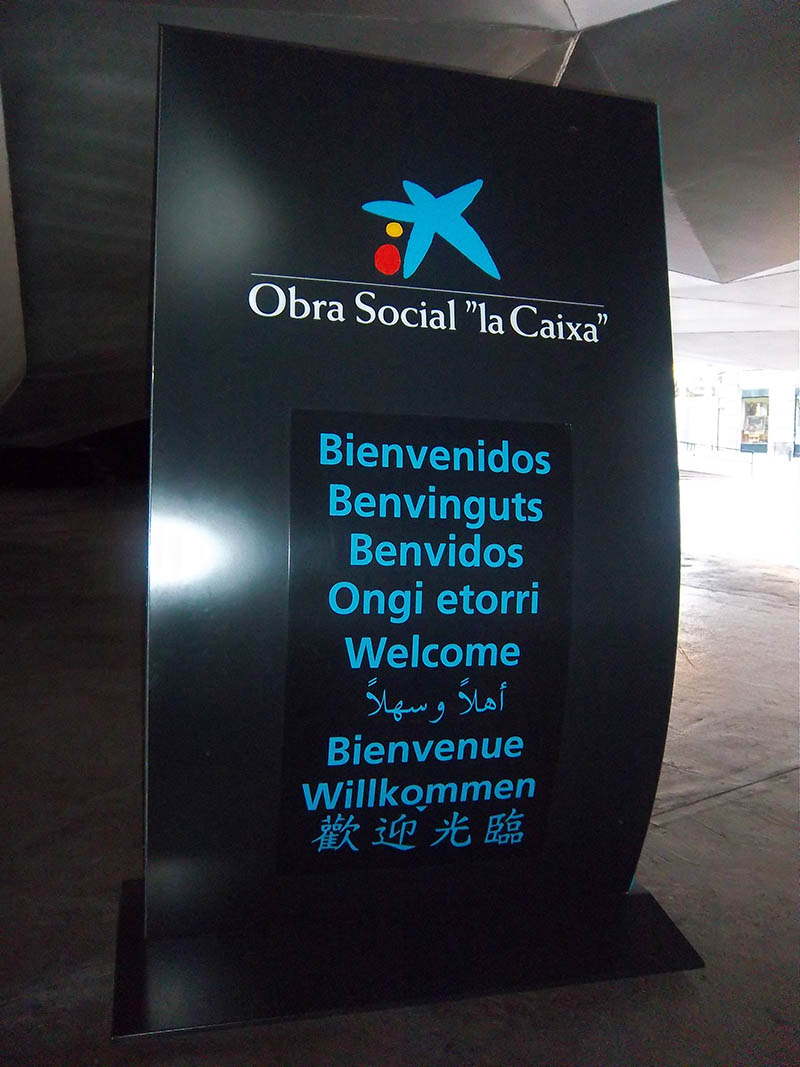 Obra Social "la Caixa"
Bienvenidos
Benvinguts
Benvidos
Ongi etorri
Welcome
أهلاً وسهلاً
Bienvenue
Willkommen
歡迎光臨